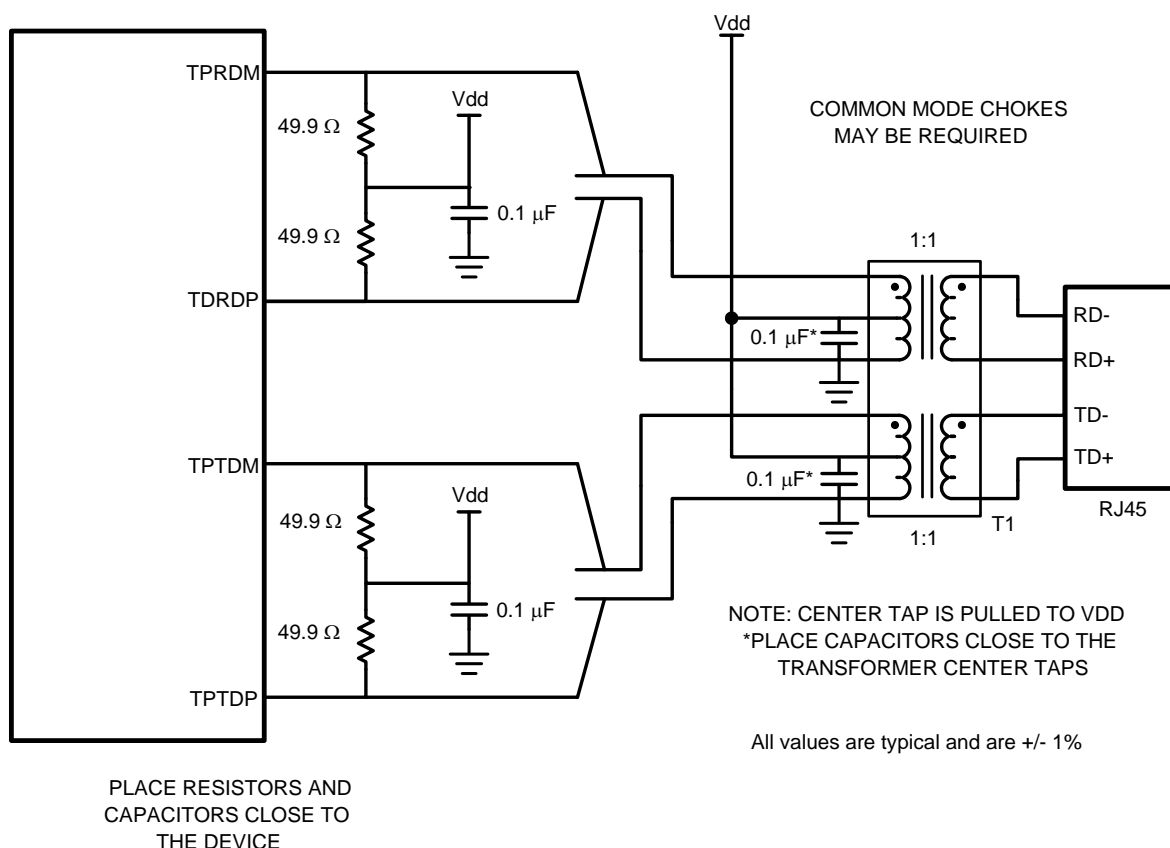 Vdd
TPRDM
Vdd
COMMON MODE CHOKES
MAY BE REQUIRED
49.9 Ω
0.1 μF
49.9 Ω
1:1
TDRDP
RD-
0.1 μF*
RD+
TD-
TPTDM
TD+
0.1 μF*
Vdd
RJ45
49.9 Ω
T1
1:1
0.1 μF
NOTE: CENTER TAP IS PULLED TO VDD
*PLACE CAPACITORS CLOSE TO THE
TRANSFORMER CENTER TAPS
49.9 Ω
TPTDP
All values are typical and are +/- 1%
PLACE RESISTORS AND
CAPACITORS CLOSE TO
THE DEVICE